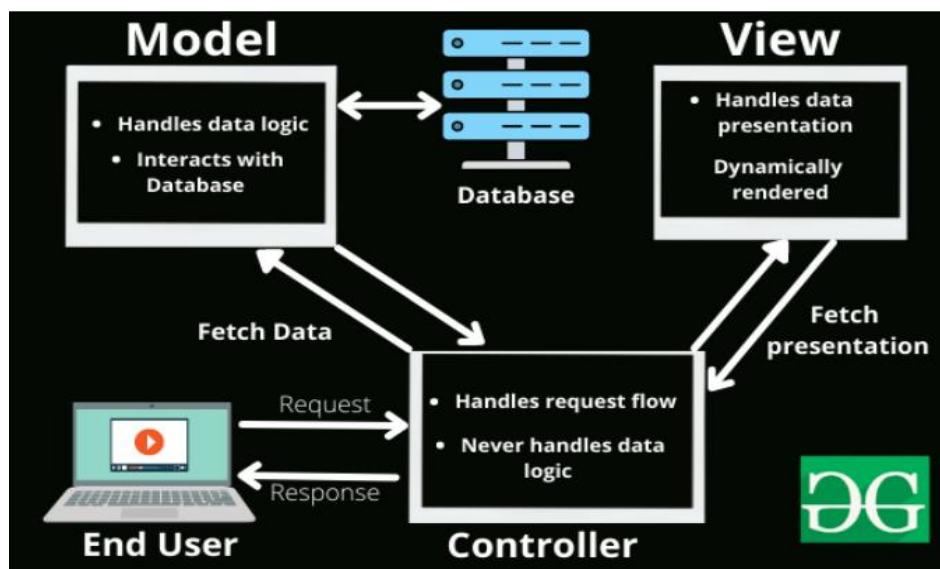 Model
View
• Handles data logic
• Interacts with
Database
Database
• Handles data
presentation
Dynamically
rendered
Fetch Data
Fetch
presentation
Request
Response
• Handles request flow
• Never handles data
logic
End User
Controller